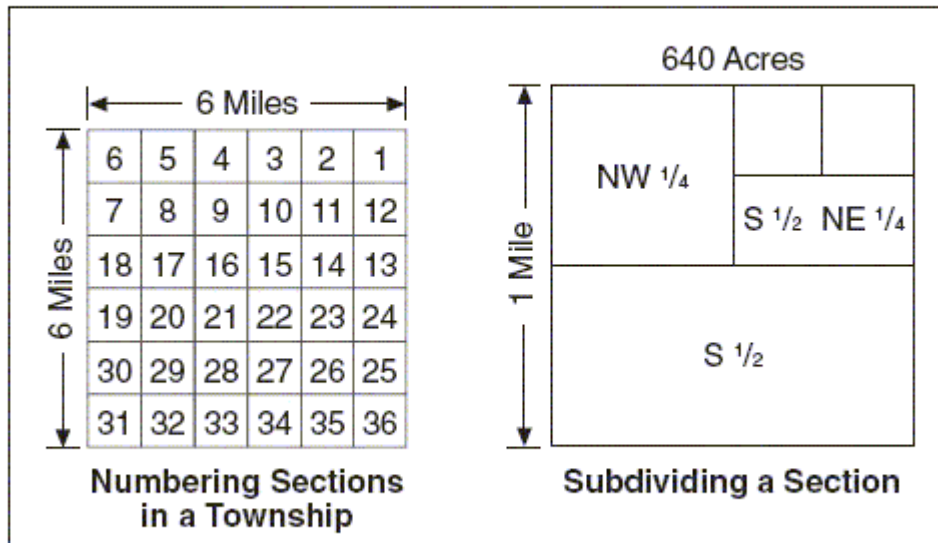 6 Miles
6 Miles
6 5 4 3 2 1
7 8 9 10 11 12
18 17 16 15 14 13
19 20 21 22 23 24
30 29 28 27 26 25
31 32 33 34 35 36
Numbering Sections
in a Township
640 Acres
1 Mile
NW 1/4
S 1/2 NE 1/4
S 1/2
Subdividing a Section